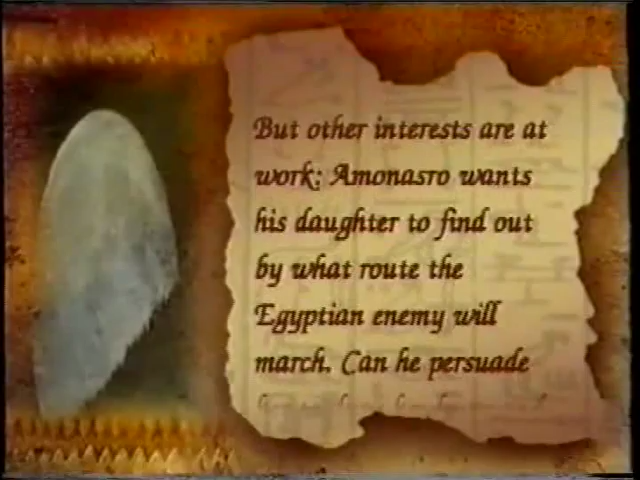 But other interests are at
work: Amonasro wants
his daughter to find out
by what route the
Egyptian enemy will
march. Can he persuade